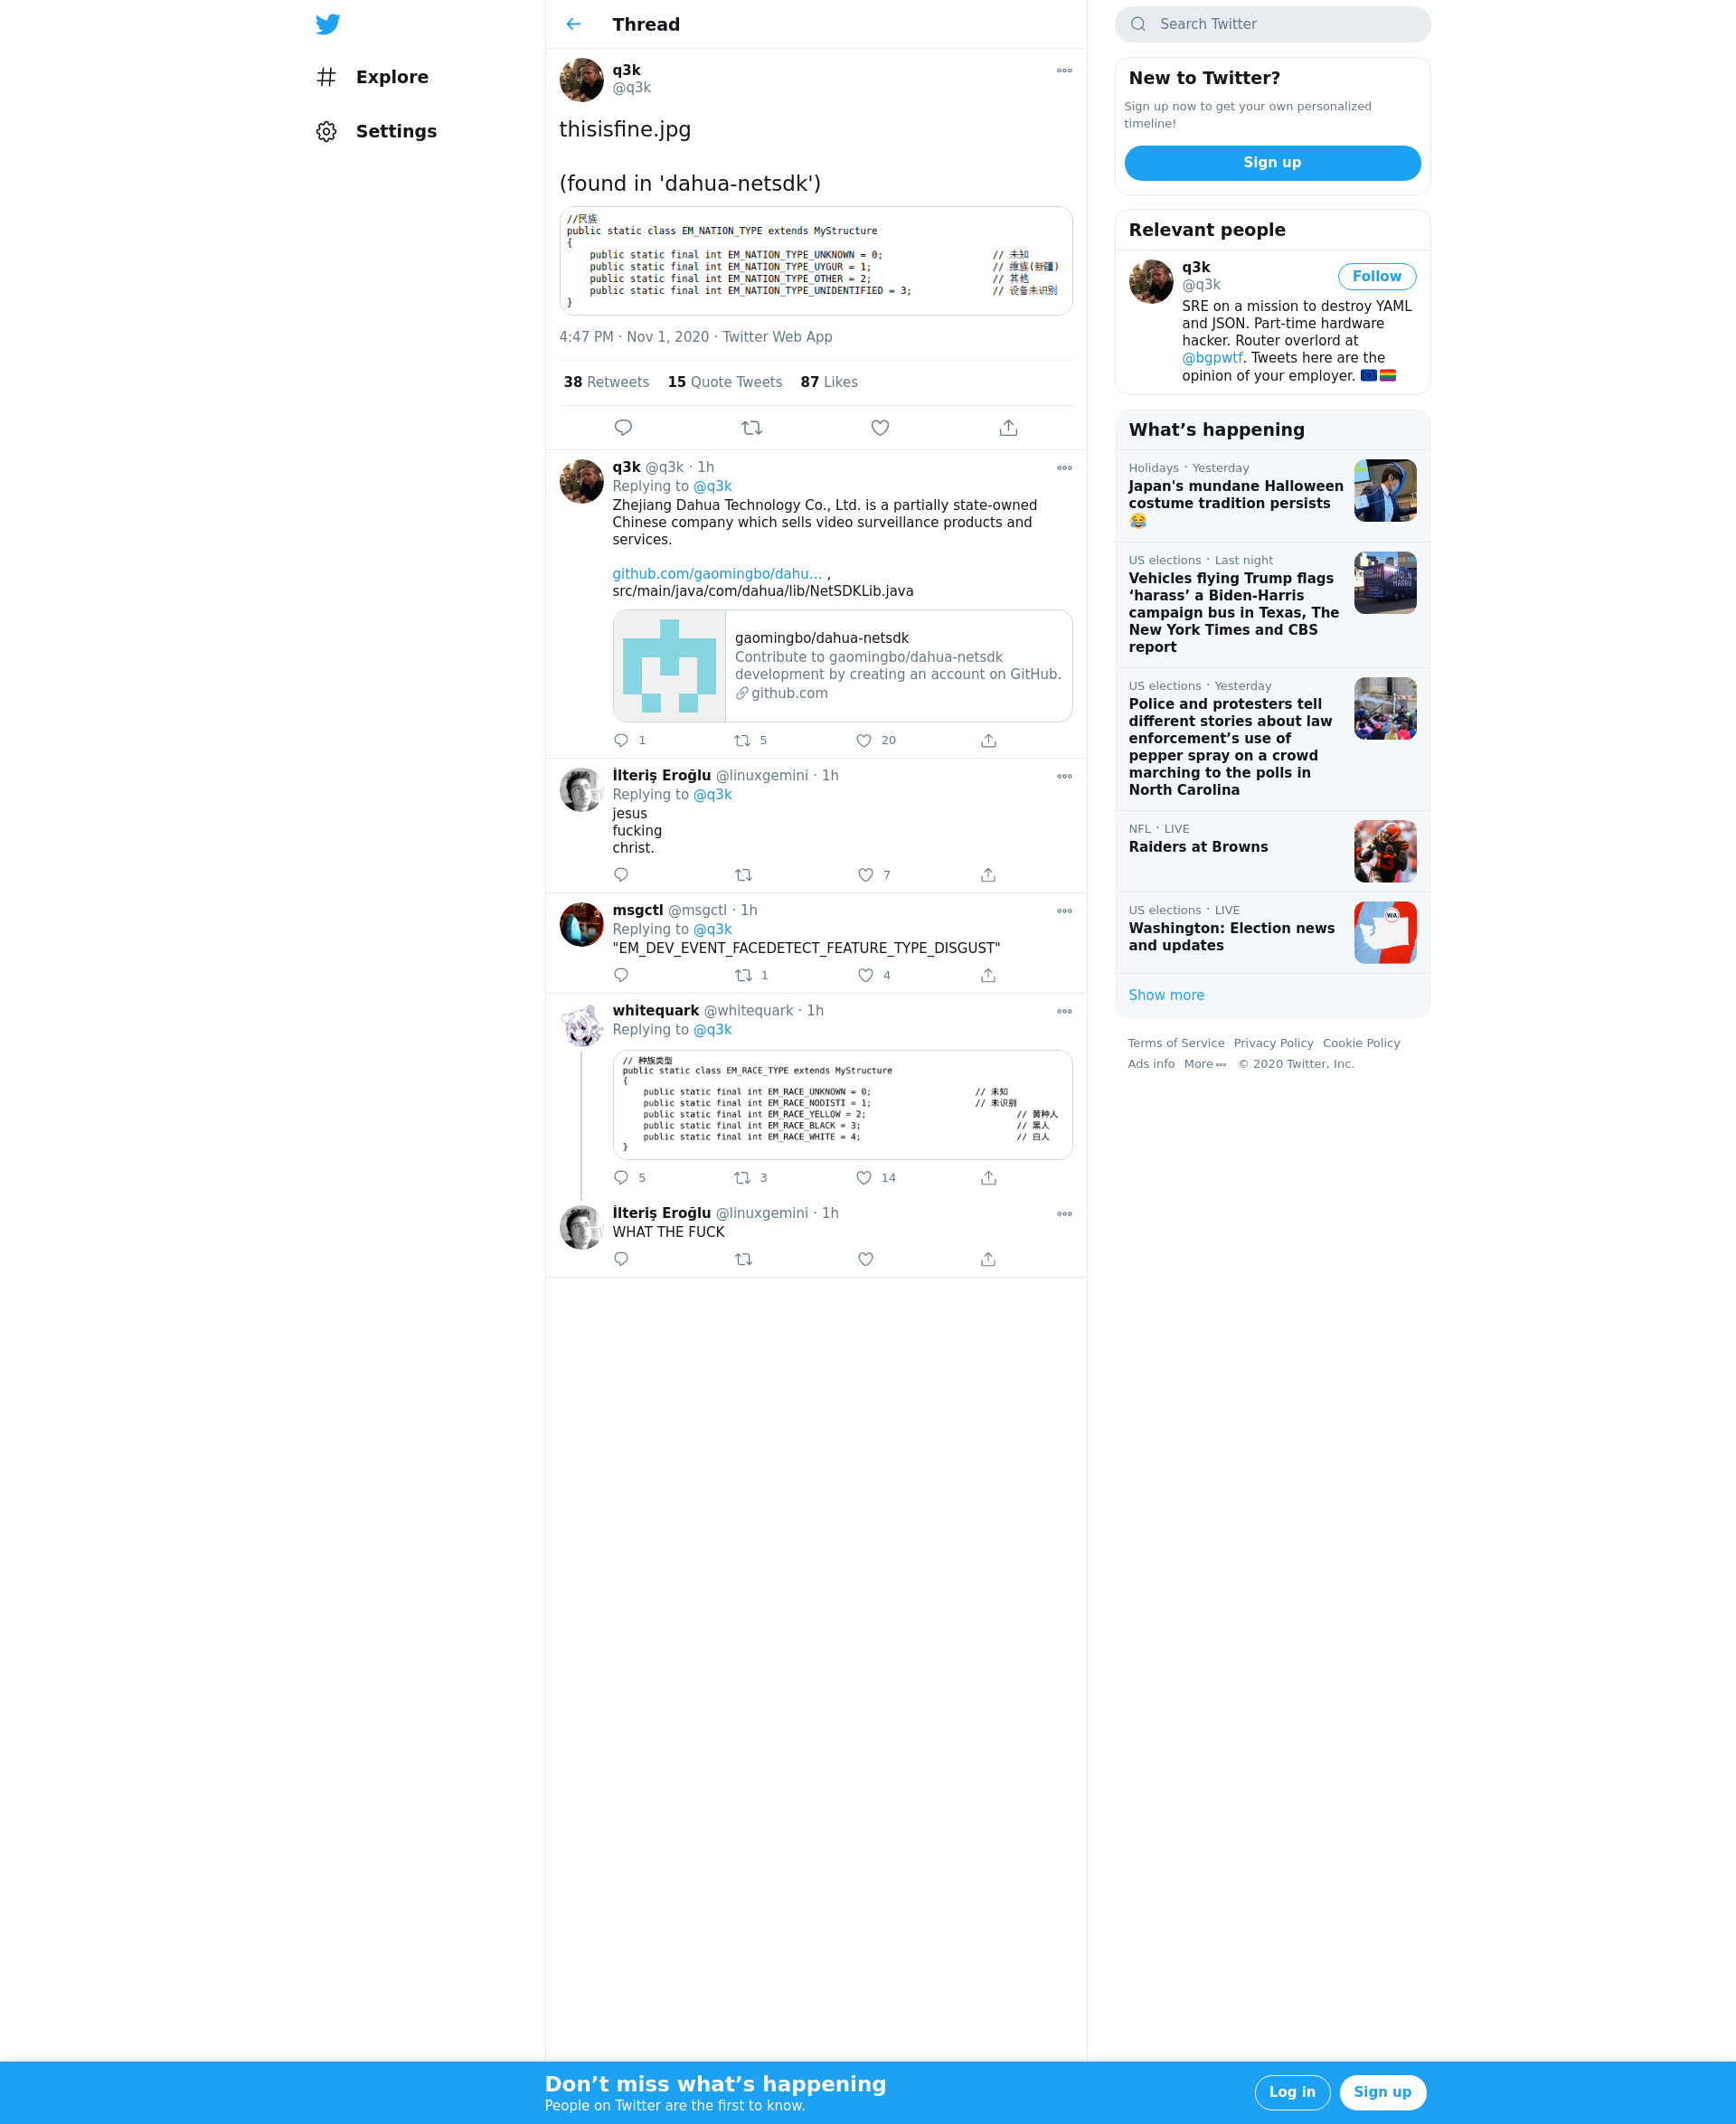 Explore
Settings
Thread
q3k
@q3k
thisisfine.jpg
(found in 'dahua-netsdk')
//民族
public static class EM_NATION_TYPE extends MyStructure
{
public static final int EM_NATION_TYPE_UNKNOWN = 0; // 未知
public static final int EM_NATION_TYPE_UYGUR = 1; // 维族(新疆)
public static final int EM_NATION_TYPE_OTHER = 2; // 其他
public static final int EM_NATION_TYPE_UNIDENTIFIED = 3; // 设备未识别
}
4:47 PM · Nov 1, 2020 · Twitter Web App
38 Retweets 15 Quote Tweets 87 Likes
q3k @q3k · 1h
Replying to @q3k
Zhejiang Dahua Technology Co., Ltd. is a partially state-owned
Chinese company which sells video surveillance products and
services.
github.com/gaomingbo/dahu… ,
src/main/java/com/dahua/lib/NetSDKLib.java
gaomingbo/dahua-netsdk
Contribute to gaomingbo/dahua-netsdk
development by creating an account on GitHub.
github.com
1 5 20
İlteriş Eroğlu @linuxgemini · 1h
Replying to @q3k
jesus
fucking
christ.
7
msgctl @msgctl · 1h
Replying to @q3k
"EM_DEV_EVENT_FACEDETECT_FEATURE_TYPE_DISGUST"
1 4
whitequark @whitequark · 1h
Replying to @q3k
// 种族类型
public static class EM_RACE_TYPE extends MyStructure
{
public static final int EM_RACE_UNKNOWN = 0; // 未知
public static final int EM_RACE_NODISTI = 1; // 未识别
public static final int EM_RACE_YELLOW = 2; // 黄种人
public static final int EM_RACE_BLACK = 3; // 黑人
public static final int EM_RACE_WHITE = 4; // 白人
}
5 3 14
İlteriş Eroğlu @linuxgemini · 1h
WHAT THE FUCK
Search Twitter
New to Twitter?
Sign up now to get your own personalized
timeline!
Sign up
Relevant people
q3k
@q3k
Follow
SRE on a mission to destroy YAML
and JSON. Part-time hardware
hacker. Router overlord at
@bgpwtf. Tweets here are the
opinion of your employer.
What's happening
Holidays · Yesterday
Japan's mundane Halloween
costume tradition persists
😂
US elections · Last night
Vehicles flying Trump flags
‘harass’ a Biden-Harris
campaign bus in Texas, The
New York Times and CBS
report
US elections · Yesterday
Police and protesters tell
different stories about law
enforcement’s use of
pepper spray on a crowd
marching to the polls in
North Carolina
NFL · LIVE
Raiders at Browns
US elections · LIVE
Washington: Election news
and updates
WA
Show more
Terms of Service Privacy Policy Cookie Policy
Ads info More © 2020 Twitter, Inc.
Don’t miss what’s happening
People on Twitter are the first to know.
Log in
Sign up